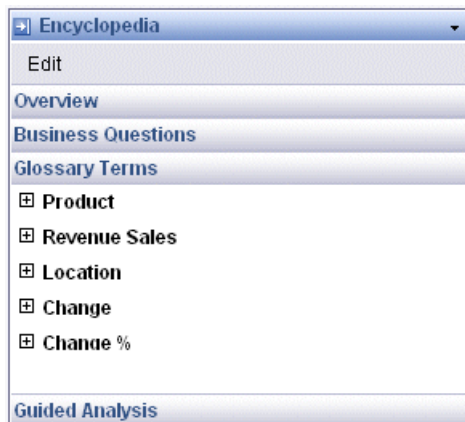 Encyclopedia
Edit
Overview
Business Questions
Glossary Terms
Product
Revenue Sales
Location
Change
Change %
Guided Analysis